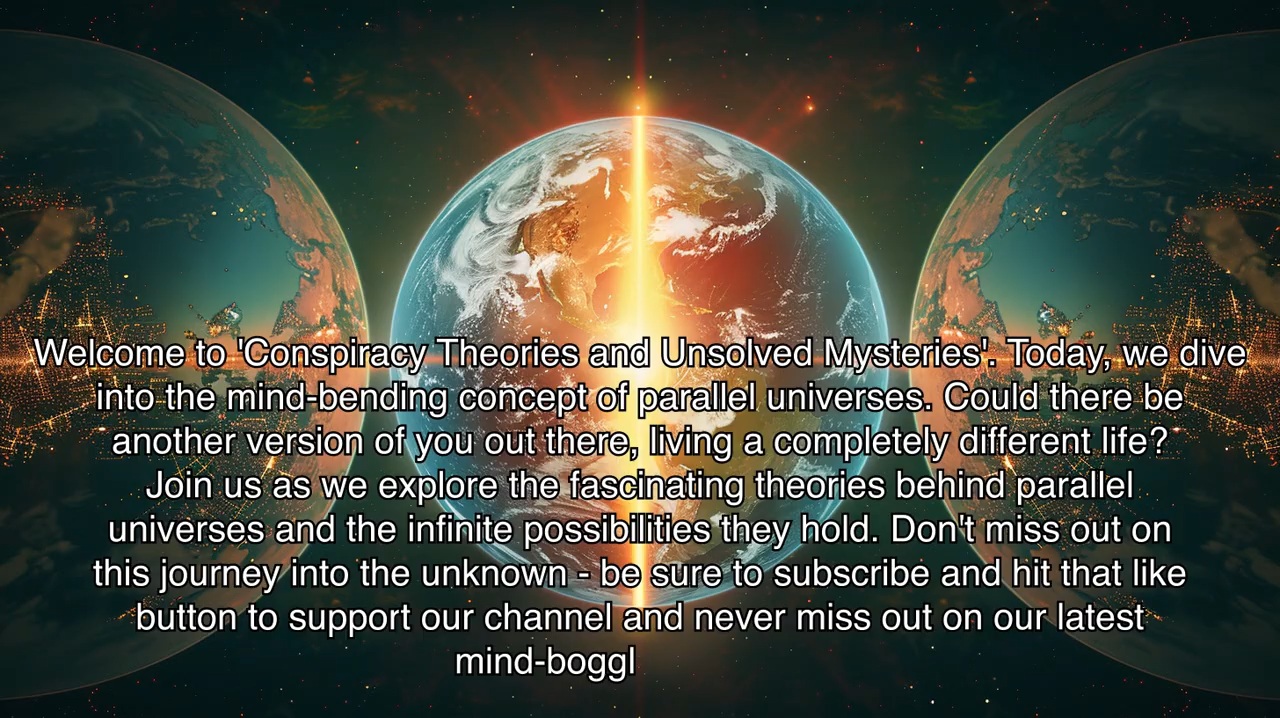 Welcome to 'Conspiracy Theories and Unsolved Mysteries'. Today, we dive
into the mind-bending concept of parallel universes. Could there be
another version of you out there, living a completely different life?
Join us as we explore the fascinating theories behind parallel
universes and the infinite possibilities they hold. Don't miss out on
this journey into the unknown - be sure to subscribe and hit that like
button to support our channel and never miss out on our latest
mind-boggl